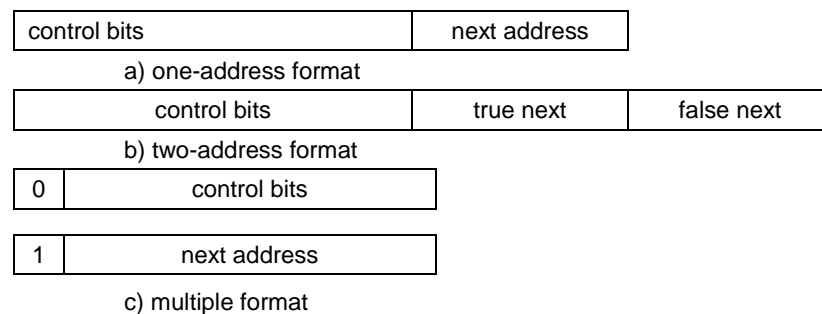 control bits next address
a) one-address format
control bits true next false next
b) two-address format
0 control bits
1 next address
c) multiple format